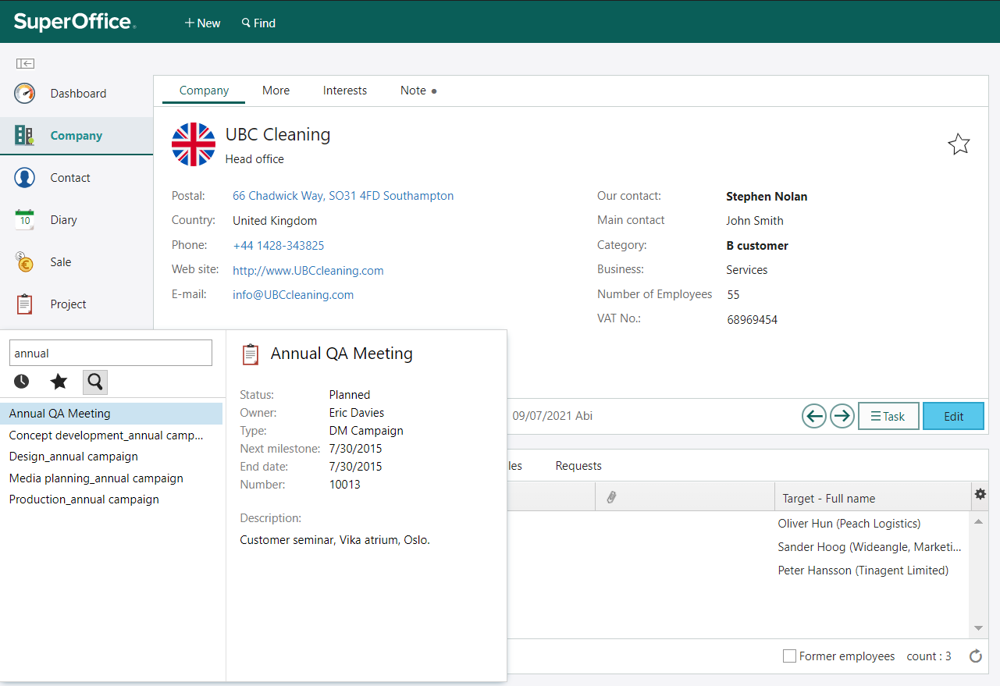 SuperOffice
New
Find
Dashboard
Company
Contact
10
Diary
Sale
Project
Company
More
Interests
Note
UBC Cleaning
Head office
Postal: 66 Chadwick Way, SO31 4FD Southampton
Country: United Kingdom
Phone: +44 1428-343825
Web site: http://www.UBCcleaning.com
E-mail: info@UBCcleaning.com
Our contact: Stephen Nolan
Main contact John Smith
Category: B customer
Business: Services
Number of Employees 55
VAT No.: 68969454
annual
Annual QA Meeting
Concept development_annual camp...
Design_annual campaign
Media planning_annual campaign
Production_annual campaign
Annual QA Meeting
Status: Planned
Owner: Eric Davies
Type: DM Campaign
Next milestone: 7/30/2015
End date: 7/30/2015
Number: 10013
Description:
Customer seminar, Vika atrium, Oslo.
09/07/2021 Abi
Task
Edit
les
Requests
Target - Full name
Oliver Hun (Peach Logistics)
Sander Hoog (Wideangle, Marketi...
Peter Hansson (Tinagent Limited)
Former employees
count : 3